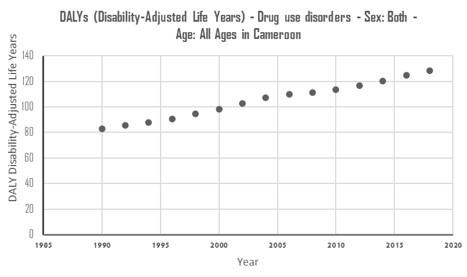 DALYs (Disability-Adjusted Life Years) - Drug use disorders - Sex: Both -
Age: All Ages in Cameroon
DALY Disability-Adjusted Life Years
140
120
100
80
60
40
20
0
1985 1990 1995 2000 2005 2010 2015 2020
Year